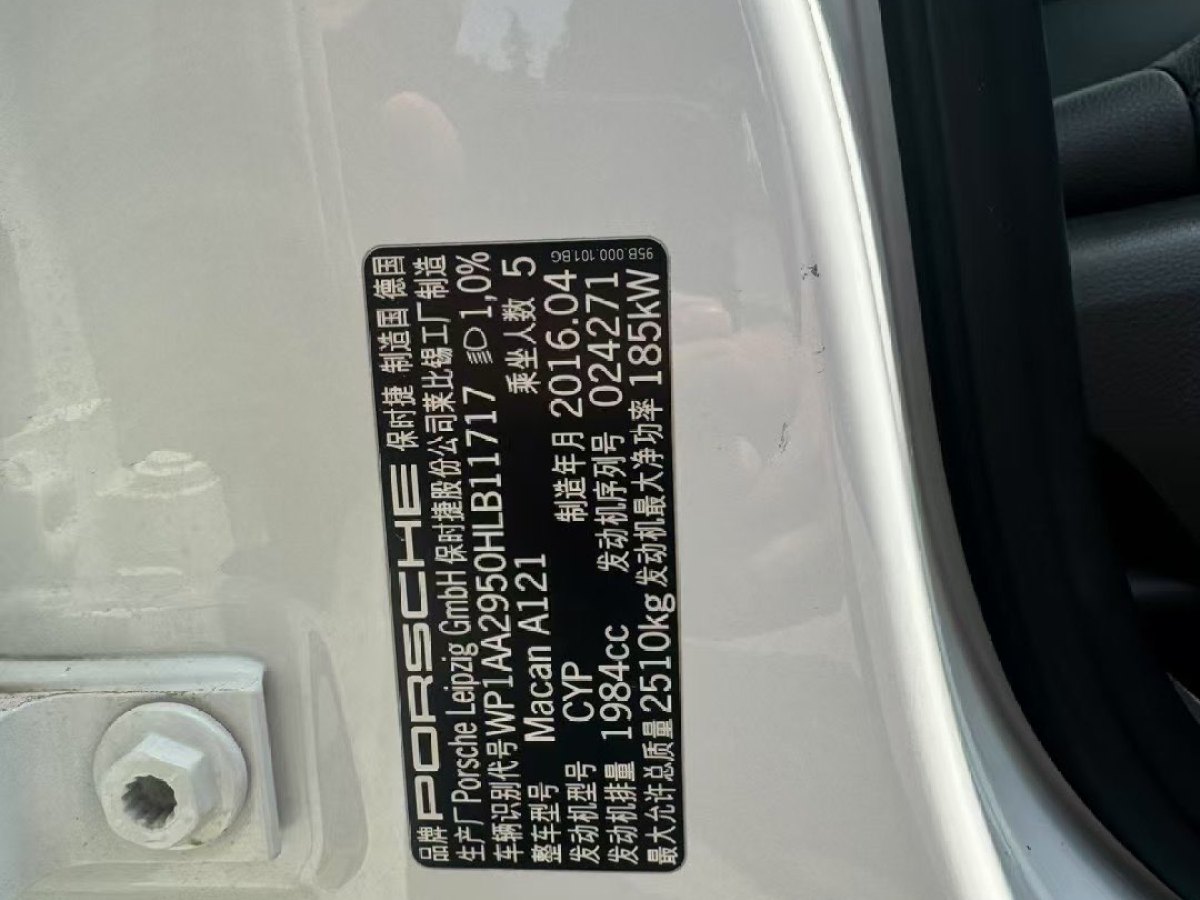 品牌 PORSCHE 保时捷 制造国 德国
生产厂 Porsche Leipzig GmbH 保时捷股份公司莱比锡工厂制造
车辆识别代号 WP1AA2950HLB11717 1,0%
整车型号 Macan A121 乘坐人数 5
发动机型号 CYP 制造年月 2016.04
发动机排量 1984cc 发动机序列号 024271
最大允许总质量 2510kg 发动机最大净功率 185kW
95B.000.101.BG